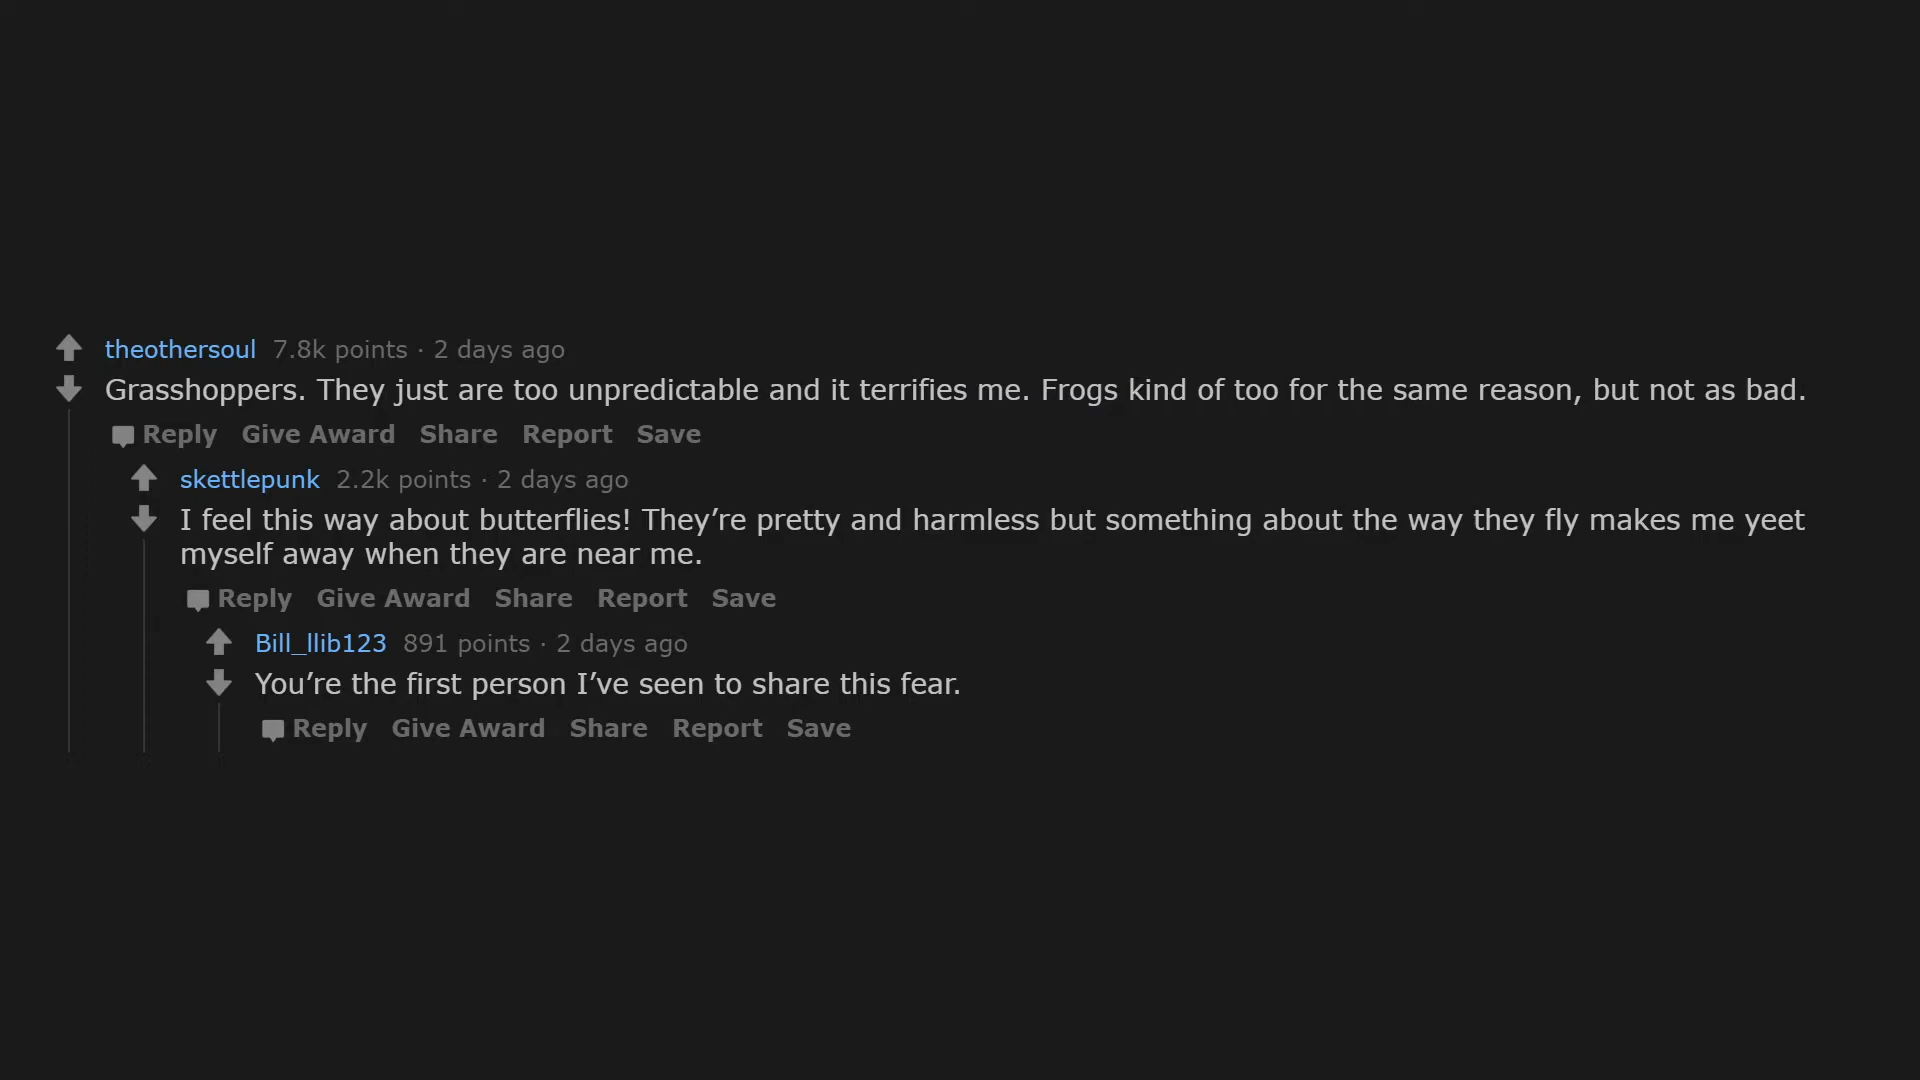 theothersoul 7.8k points · 2 days ago
Grasshoppers. They just are too unpredictable and it terrifies me. Frogs kind of too for the same reason, but not as bad.
Reply Give Award Share Report Save
skettlepunk 2.2k points · 2 days ago
I feel this way about butterflies! They’re pretty and harmless but something about the way they fly makes me yeet
myself away when they are near me.
Reply Give Award Share Report Save
Bill_llib123 891 points · 2 days ago
You’re the first person I’ve seen to share this fear.
Reply Give Award Share Report Save